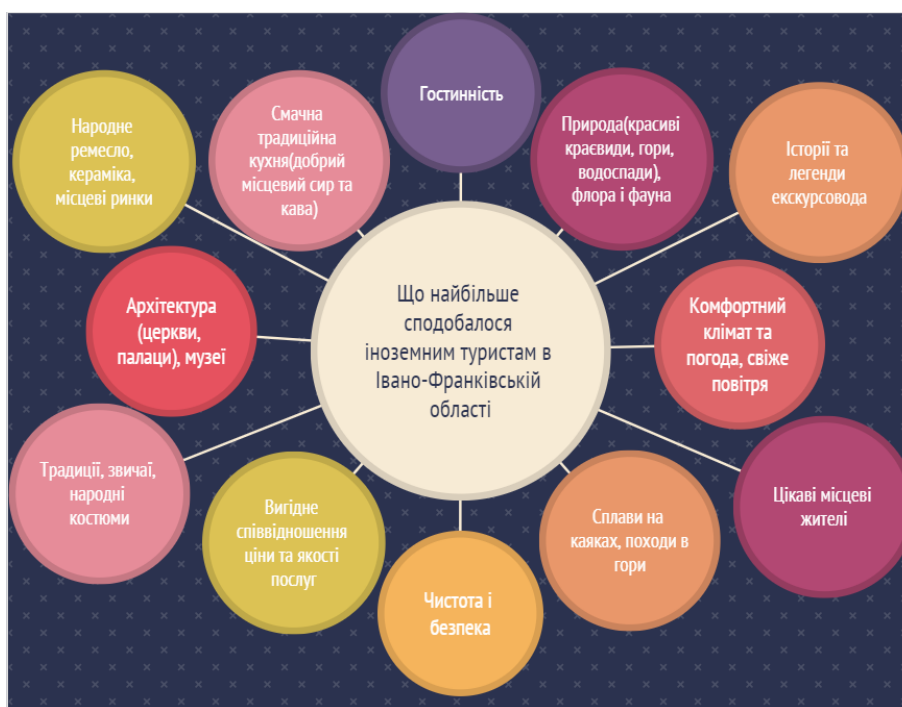 Гостинність
Народне
ремесло,
кераміка,
місцеві ринки
Смачна
традиційна
кухня(добрий
місцевий сир та
кава)
Природа(красиві
краєвиди, гори,
водоспади),
флора і фауна
Історії та
легенди
екскурсовода
Архітектура
(церкви,
палаци), музеї
Що найбільше
сподобалося
іноземним туристам в
Івано-Франківській
області
Комфортний
клімат та
погода, свіже
повітря
Традиції, звичаї,
народні
костюми
Вигідне
співвідношення
ціни та якості
послуг
Чистота і
безпека
Сплави на
каяках, походи в
гори
Цікаві місцеві
жителі